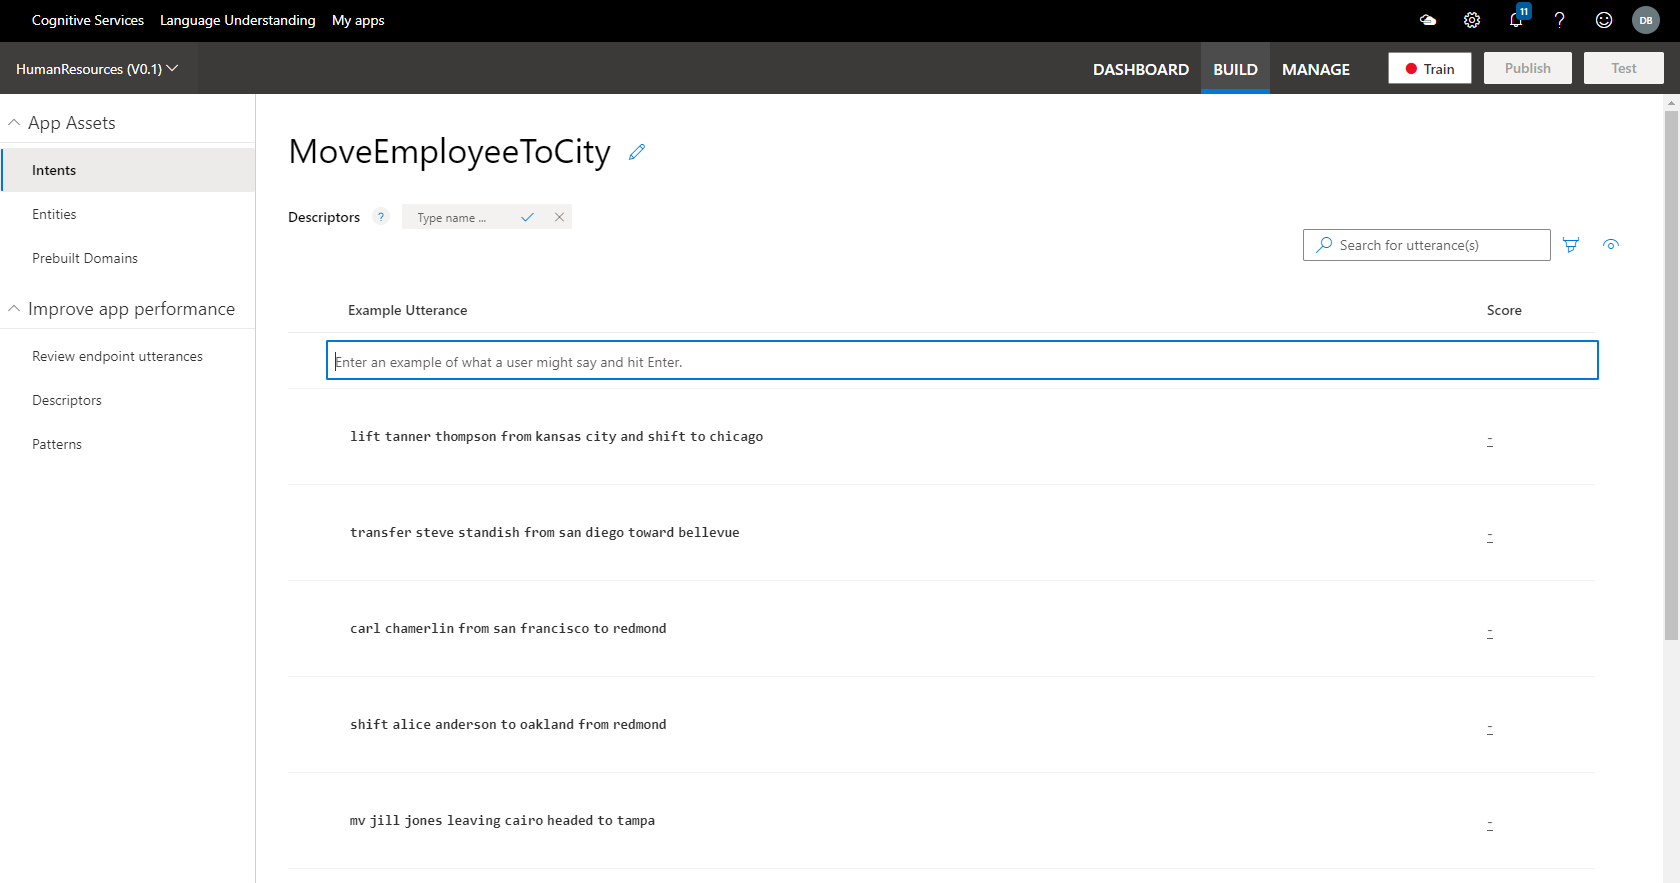 Cognitive Services Language Understanding My apps 11 ? DB
HumanResources (V0.1) DASHBOARD BUILD MANAGE Train Publish Test
App Assets
Intents
Entities
Prebuilt Domains
Improve app performance
Review endpoint utterances
Descriptors
Patterns
MoveEmployeeToCity
Descriptors ? Type name ...
Search for utterance(s)
Example Utterance Score
Enter an example of what a user might say and hit Enter.
lift tanner thompson from kansas city and shift to chicago -
transfer steve standish from san diego toward bellevue -
carl chamerlin from san francisco to redmond -
shift alice anderson to oakland from redmond -
mv jill jones leaving cairo headed to tampa -